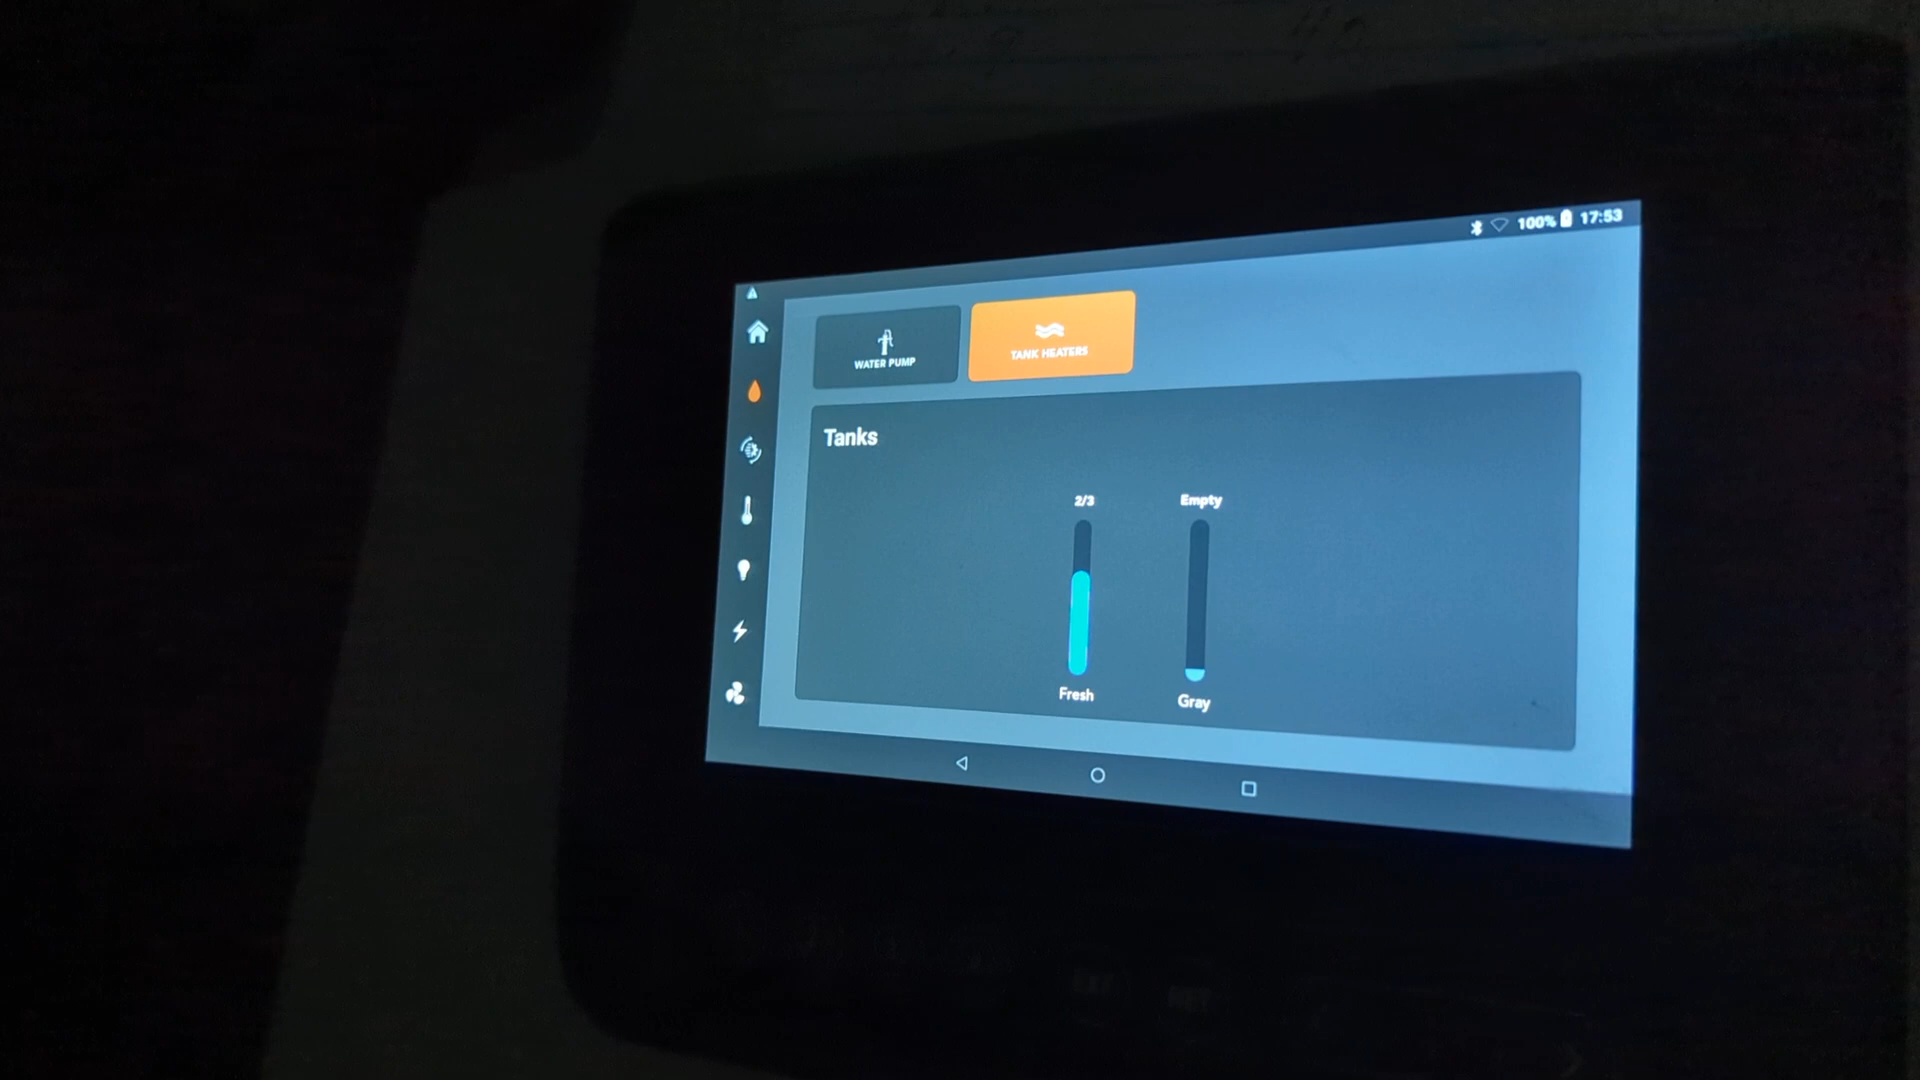 100% 17:53
WATER PUMP
TANK HEATERS
Tanks
2/3
Empty
Fresh
Gray